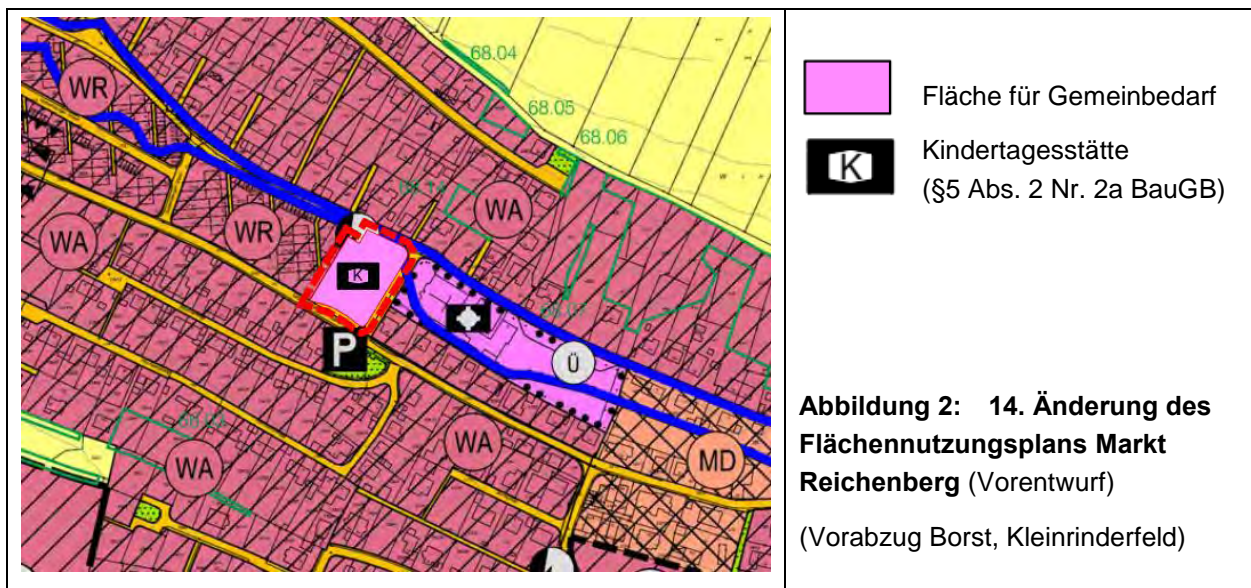 68.04
WR
68.05
68.06
WA
WA
WR
K
P
Ü
WA
WA
MD
Fläche für Gemeinbedarf
K
Kindertagesstätte
(§5 Abs. 2 Nr. 2a BauGB)
Abbildung 2: 14. Änderung des
Flächennutzungsplans Markt
Reichenberg (Vorentwurf)
(Vorabzug Borst, Kleinrinderfeld)